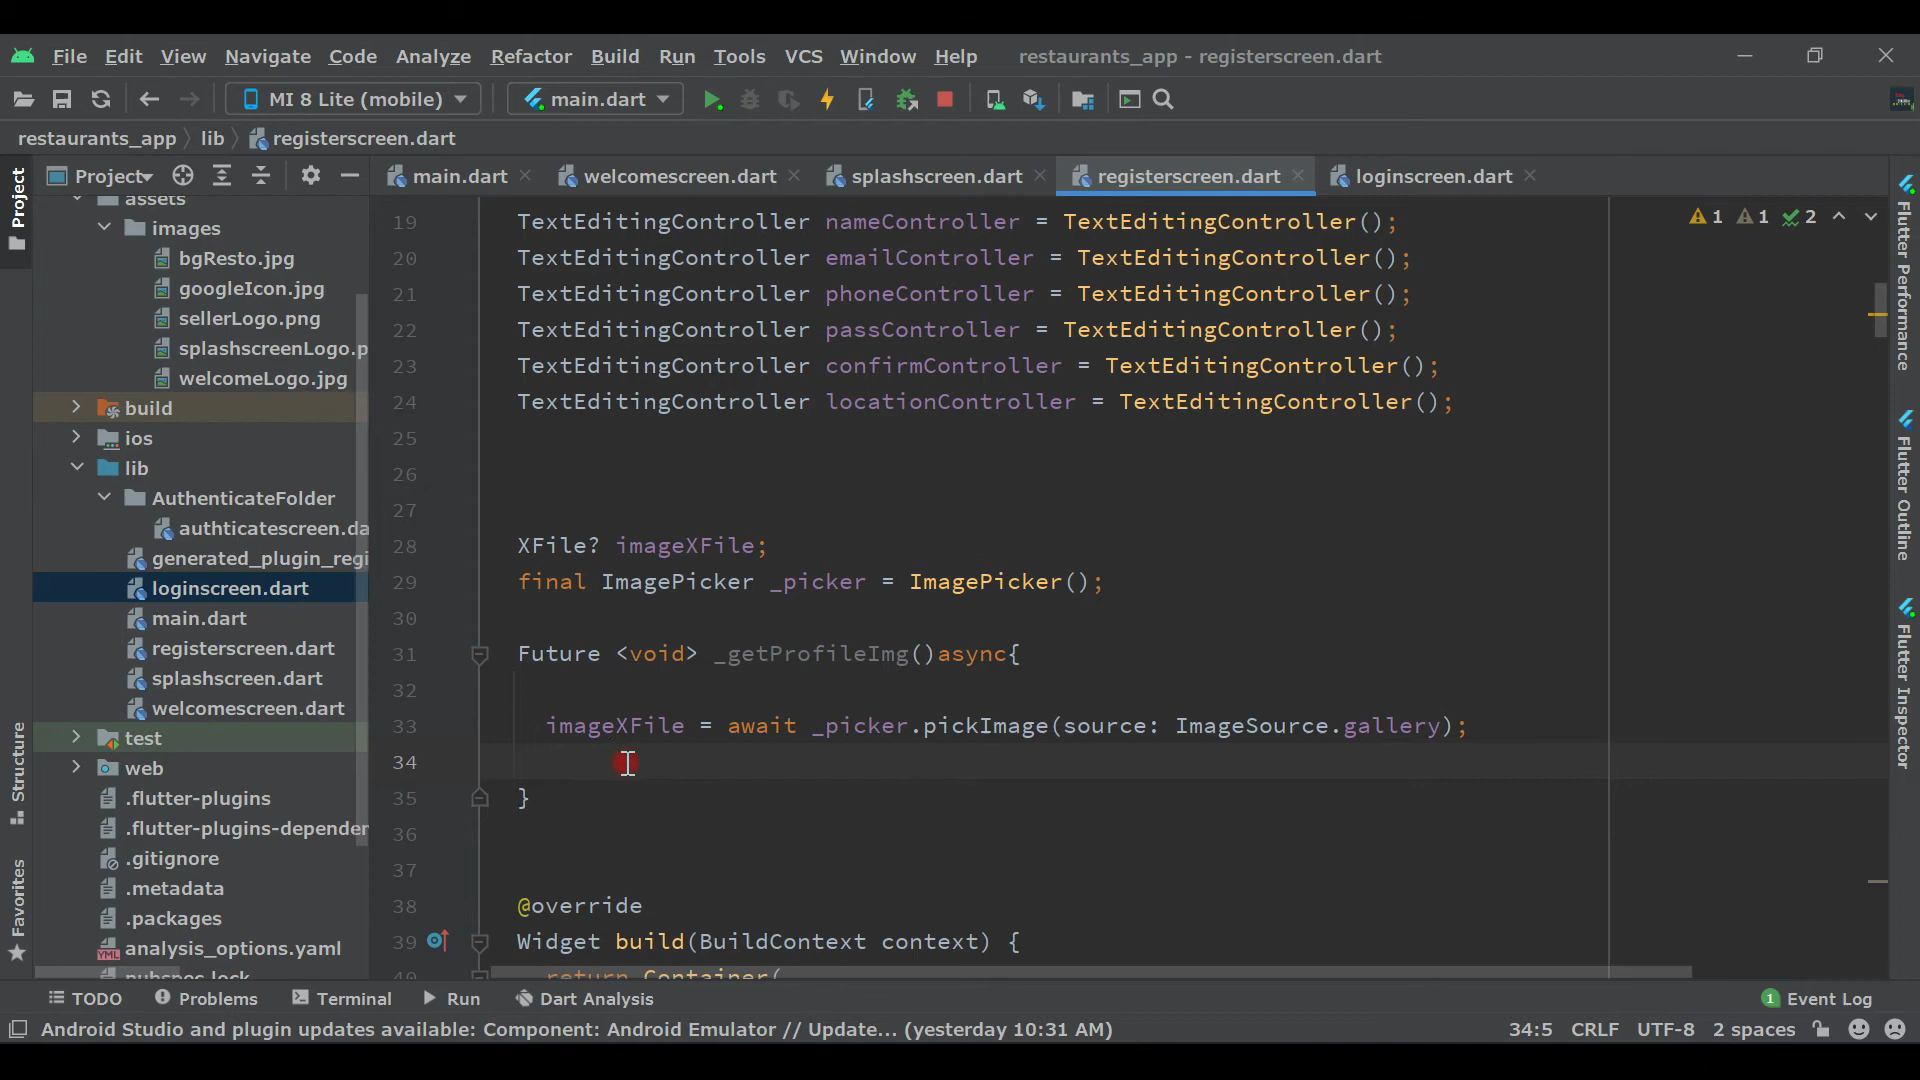 File Edit View Navigate Code Analyze Refactor Build Run Tools VCS Window Help restaurants_app - registerscreen.dart
MI 8 Lite (mobile) main.dart
restaurants_app lib registerscreen.dart
Project
Project main.dart welcomescreen.dart splashscreen.dart registerscreen.dart loginscreen.dart
assets
images
bgResto.jpg
googleIcon.jpg
sellerLogo.png
splashscreenLogo.p
welcomeLogo.jpg
build
ios
lib
AuthenticateFolder
authticatescreen.da
generated_plugin_regi
loginscreen.dart
main.dart
registerscreen.dart
splashscreen.dart
welcomescreen.dart
test
web
.flutter-plugins
.flutter-plugins-depender
.gitignore
.metadata
.packages
analysis_options.yaml
pubspec.lock
Structure
Favorites
1 1 2
19 TextEditingController nameController = TextEditingController();
20 TextEditingController emailController = TextEditingController();
21 TextEditingController phoneController = TextEditingController();
22 TextEditingController passController = TextEditingController();
23 TextEditingController confirmController = TextEditingController();
24 TextEditingController locationController = TextEditingController();
25
26
27
28 XFile? imageXFile;
29 final ImagePicker _picker = ImagePicker();
30
31 Future <void> _getProfileImg()async{
32
33 imageXFile = await _picker.pickImage(source: ImageSource.gallery);
34
35 }
36
37
38 @override
39 Widget build(BuildContext context) {
40 return Container(
Flutter Performance
Flutter Outline
Flutter Inspector
TODO Problems Terminal Run Dart Analysis 1 Event Log
Android Studio and plugin updates available: Component: Android Emulator // Update... (yesterday 10:31 AM) 34:5 CRLF UTF-8 2 spaces